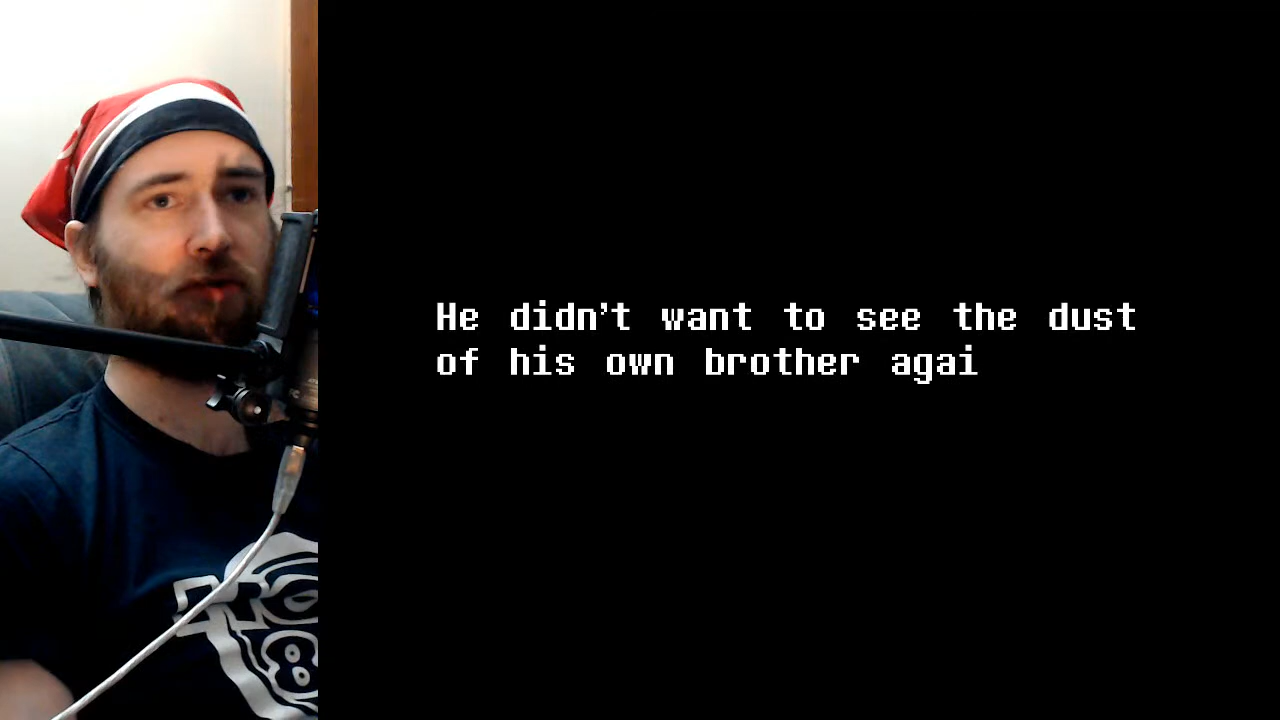 He didn't want to see the dust
of his own brother agai